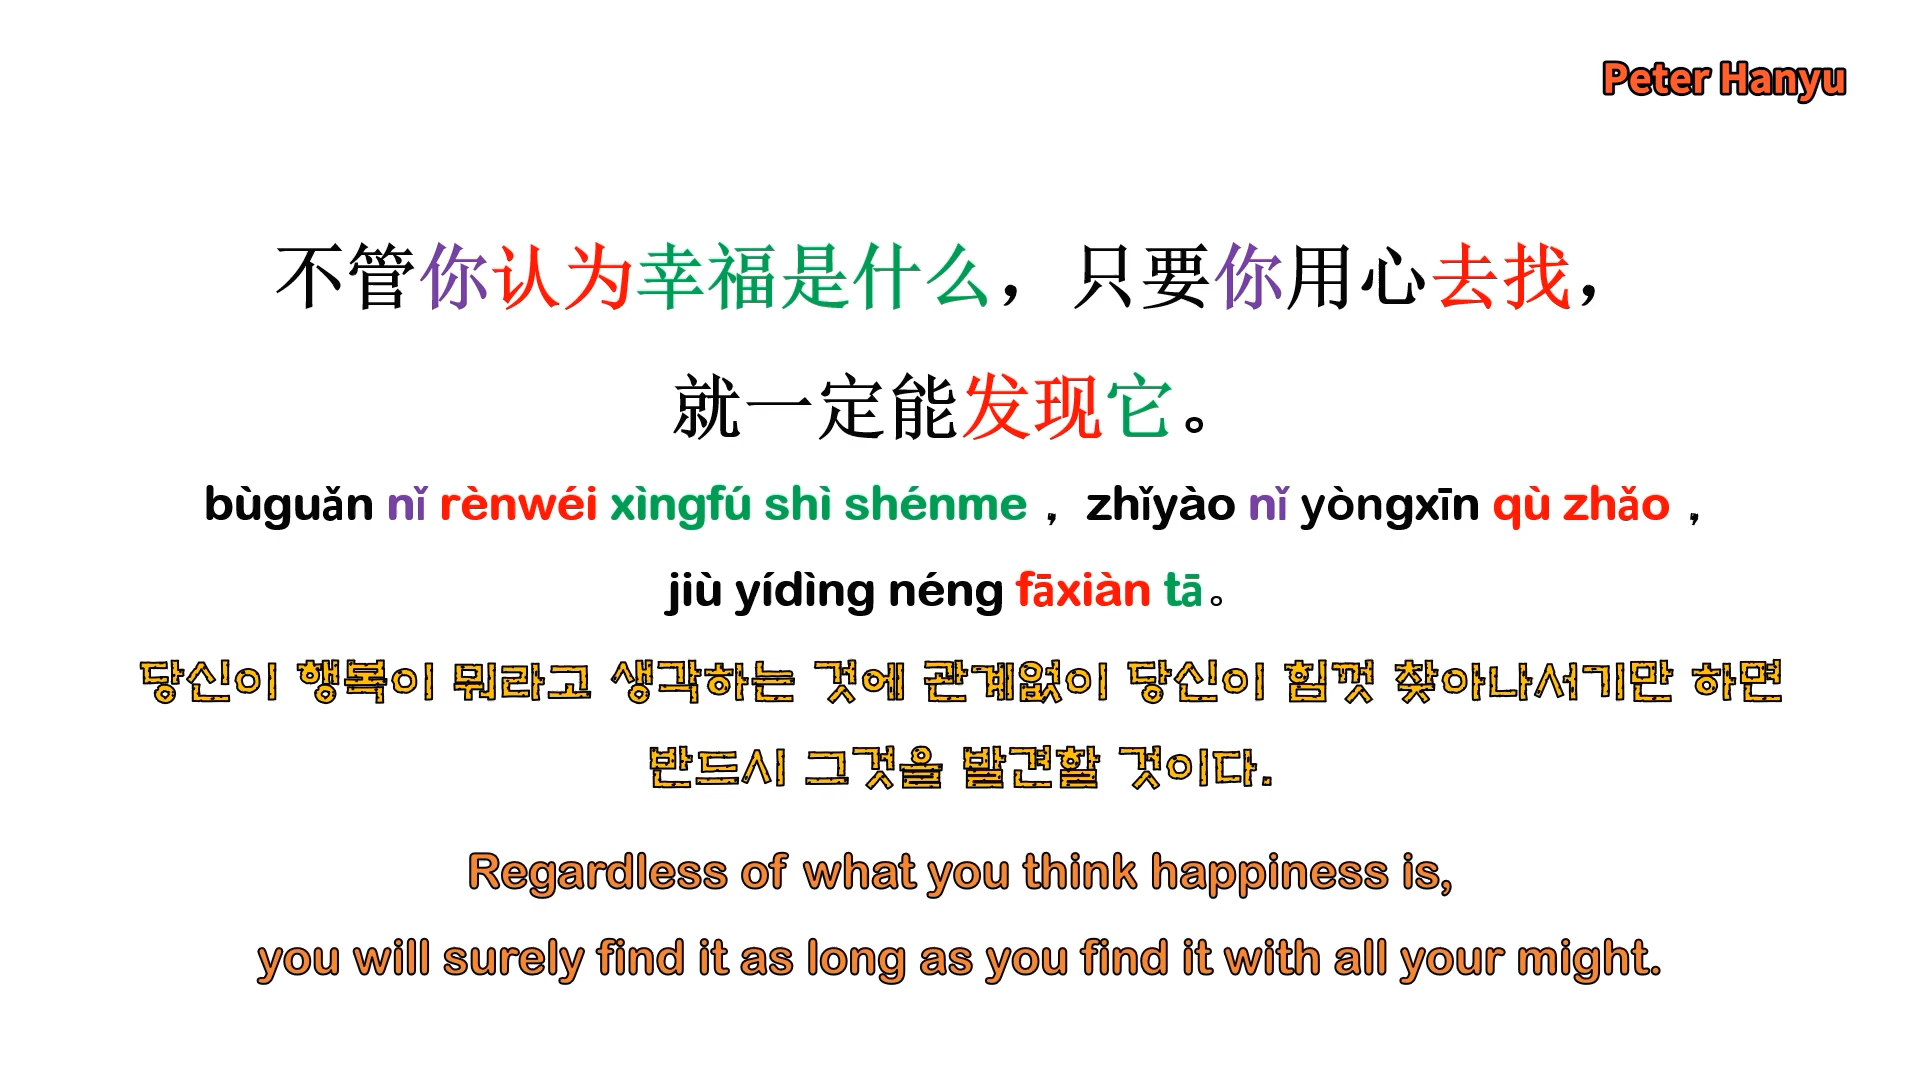 Peter Hanyu
不管你认为幸福是什么，只要你用心去找，
就一定能发现它。
bùguǎn nǐ rènwéi xìngfú shì shénme， zhǐyào nǐ yòngxīn qù zhǎo，
jiù yídìng néng fāxiàn tā。
당신이 행복이 뭐라고 생각하는 것에 관계없이 당신이 힘껏 찾아나서기만 하면
반드시 그것을 발견할 것이다.
Regardless of what you think happiness is,
you will surely find it as long as you find it with all your might.